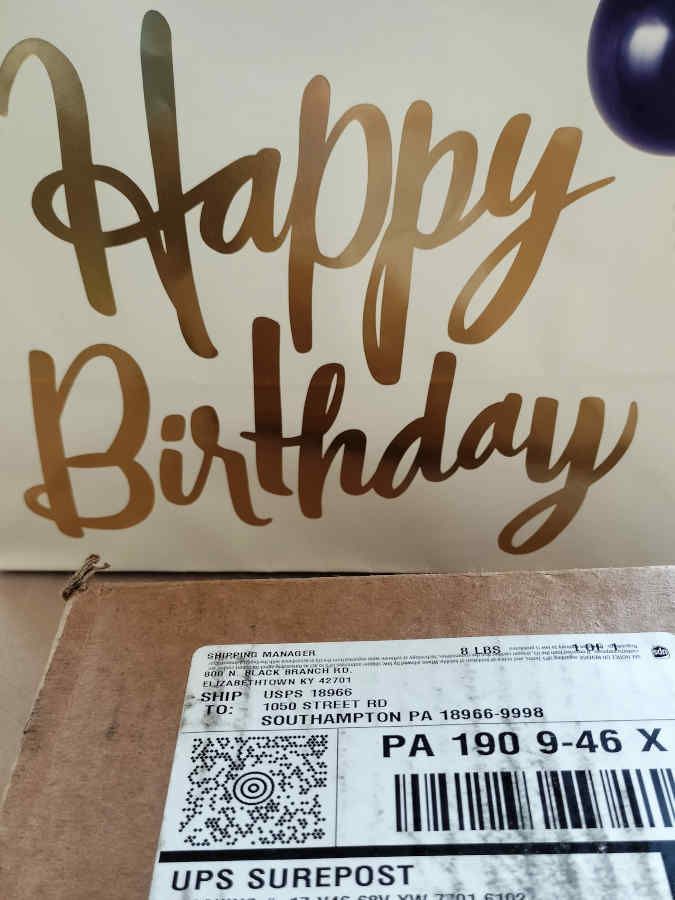 Happy
Birthday
SHIPPING MANAGER
8 LBS
1 OF 1
800 N. BLACK BRANCH RD.
ELIZABETHTOWN KY 42701
SHIP TO:
USPS 18966
1050 STREET RD
SOUTHAMPTON PA 18966-9998
PA 190 9-46 X
UPS SUREPOST